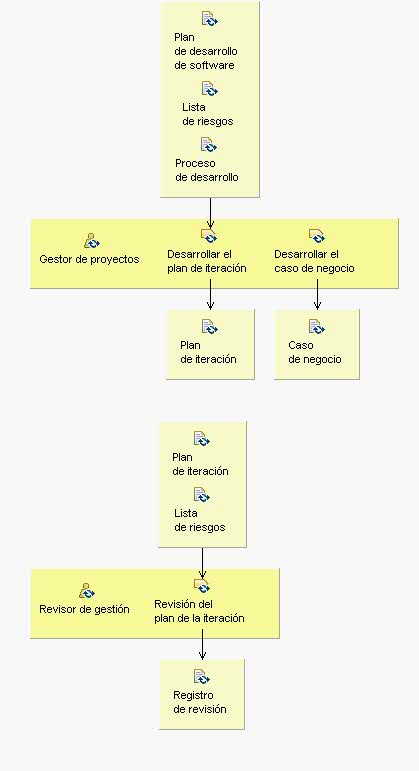 Plan
de desarrollo
de software
Lista
de riesgos
Proceso
de desarrollo
Gestor de proyectos
Desarrollar el
plan de iteración
Desarrollar el
caso de negocio
Plan
de iteración
Caso
de negocio
Plan
de iteración
Lista
de riesgos
Revisor de gestión
Revisión del
plan de la iteración
Registro
de revisión